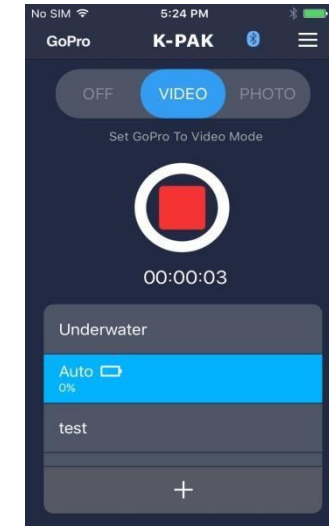 No SIM 5:24 PM
GoPro K-PAK
OFF VIDEO PHOTO
Set GoPro To Video Mode
00:00:03
Underwater
Auto
0%
test
+